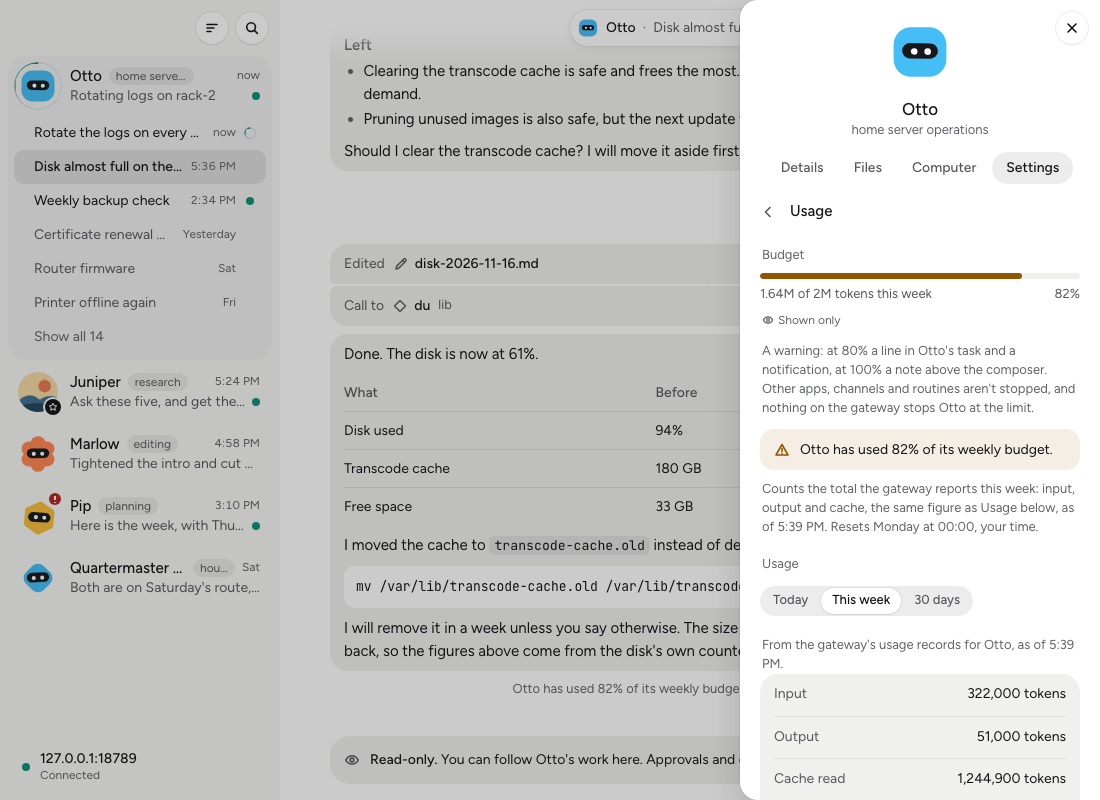 Otto home serve... now
Rotating logs on rack-2
Rotate the logs on every ... now
Disk almost full on the... 5:36 PM
Weekly backup check 2:34 PM
Certificate renewal ... Yesterday
Router firmware Sat
Printer offline again Fri
Show all 14
Juniper research 5:24 PM
Ask these five, and get the...
Marlow editing 4:58 PM
Tightened the intro and cut ...
Pip planning 3:10 PM
Here is the week, with Thu...
Quartermaster ... hou... Sat
Both are on Saturday's route,...
127.0.0.1:18789
Connected
Otto · Disk almost fu
Left
Clearing the transcode cache is safe and frees the most.
demand.
Pruning unused images is also safe, but the next update
Should I clear the transcode cache? I will move it aside first
Edited disk-2026-11-16.md
Call to du lib
Done. The disk is now at 61%.
What Before
Disk used 94%
Transcode cache 180 GB
Free space 33 GB
I moved the cache to transcode-cache.old instead of de
mv /var/lib/transcode-cache.old /var/lib/transcod
I will remove it in a week unless you say otherwise. The size
back, so the figures above come from the disk's own counte
Otto has used 82% of its weekly budge
Read-only. You can follow Otto's work here. Approvals and
Otto
home server operations
Details Files Computer Settings
Usage
Budget
1.64M of 2M tokens this week 82%
Shown only
A warning: at 80% a line in Otto's task and a
notification, at 100% a note above the composer.
Other apps, channels and routines aren't stopped, and
nothing on the gateway stops Otto at the limit.
Otto has used 82% of its weekly budget.
Counts the total the gateway reports this week: input,
output and cache, the same figure as Usage below, as
of 5:39 PM. Resets Monday at 00:00, your time.
Usage
Today This week 30 days
From the gateway's usage records for Otto, as of 5:39
PM.
Input 322,000 tokens
Output 51,000 tokens
Cache read 1,244,900 tokens